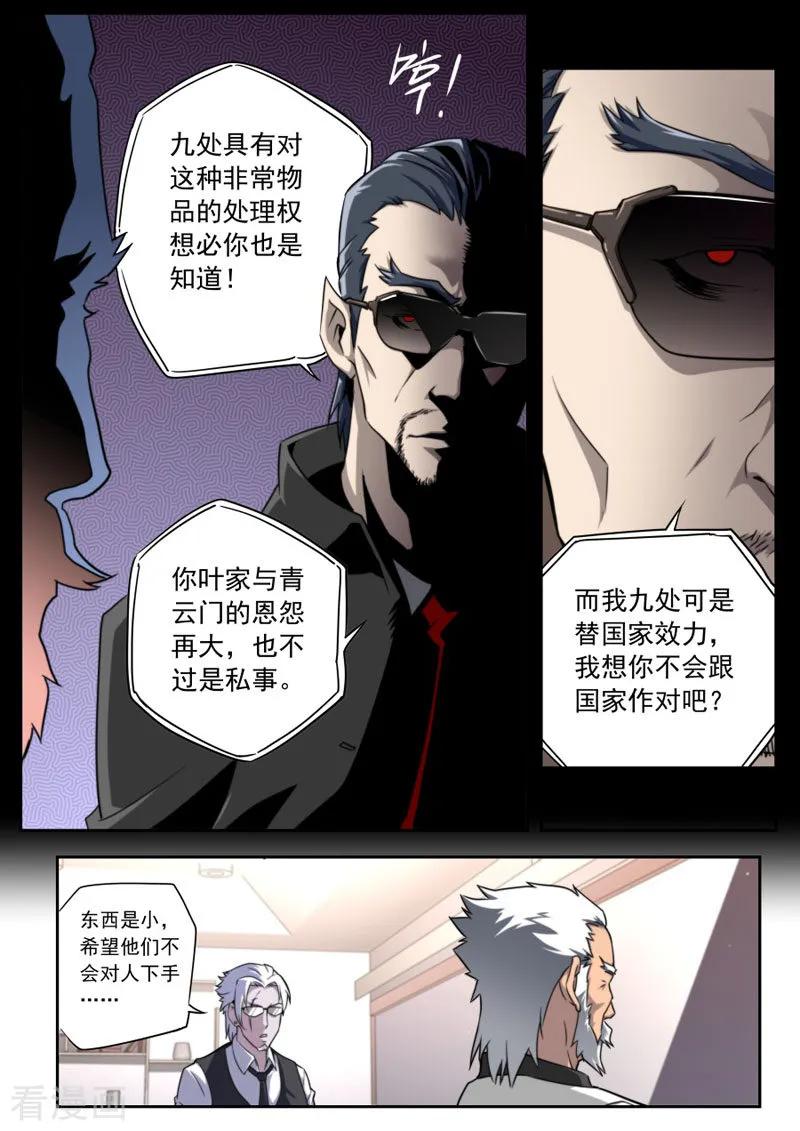 哼！
九处具有对
这种非常物
品的处理权
想必你也是
知道！
你叶家与青
云门的恩怨
再大，也不
过是私事。
而我九处可是
替国家效力，
我想你不会跟
国家作对吧？
东西是小，
希望他们不
会对人下手
……
看漫画